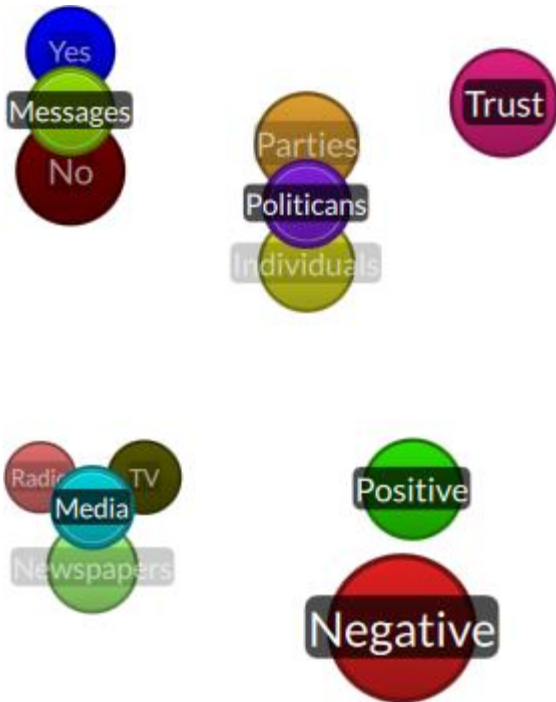 Yes
Messages
No
Trust
Parties
Politicans
Individuals
Radio
TV
Media
Newspapers
Positive
Negative